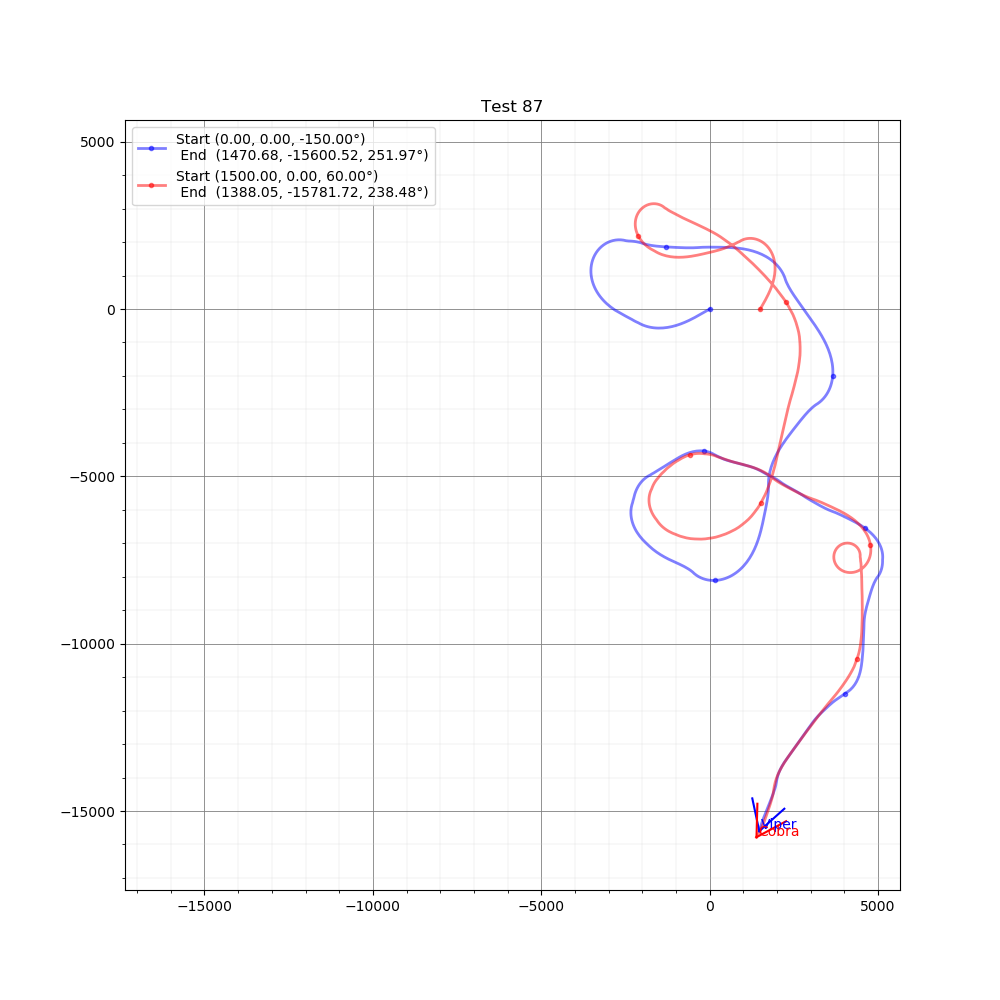 Test 87
Start (0.00, 0.00, -150.00°)
End (1470.68, -15600.52, 251.97°)
Start (1500.00, 0.00, 60.00°)
End (1388.05, -15781.72, 238.48°)
5000
0
−5000
−10000
−15000
Viper
Cobra
−15000 −10000 −5000 0 5000